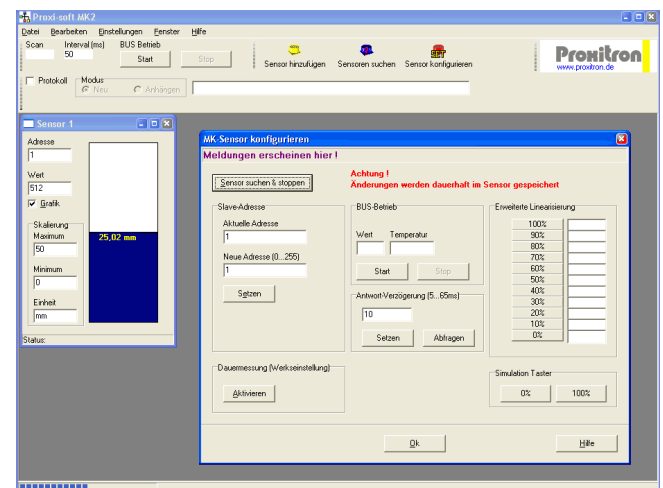 Proxi-soft MK2
Datei Bearbeiten Einstellungen Fenster Hilfe
Scan Interval (ms) BUS Betrieb
50 Start Stop
Sensor hinzufügen Sensoren suchen Sensor konfigurieren
Proxitron
www.proxitron.de
Protokoll Modus
Neu Anhängen
Sensor 1
Adresse
1
Wert
512
Grafik
Skalierung
Maximum
50
Minimum
0
Einheit
mm
25,02 mm
Status:
MK-Sensor konfigurieren
Meldungen erscheinen hier !
Sensor suchen & stoppen
Achtung !
Änderungen werden dauerhaft im Sensor gespeichert
Slave-Adresse
Aktuelle Adresse
1
Neue Adresse (0...255)
1
Setzen
BUS-Betrieb
Wert Temperatur
Start Stop
Antwort-Verzögerung (5...65ms)
10
Setzen Abfragen
Erweiterte Linearisierung
100%
90%
80%
70%
60%
50%
40%
30%
20%
10%
0%
Dauermessung (Werkseinstellung)
Aktivieren
Simulation Taster
0% 100%
Ok Hilfe